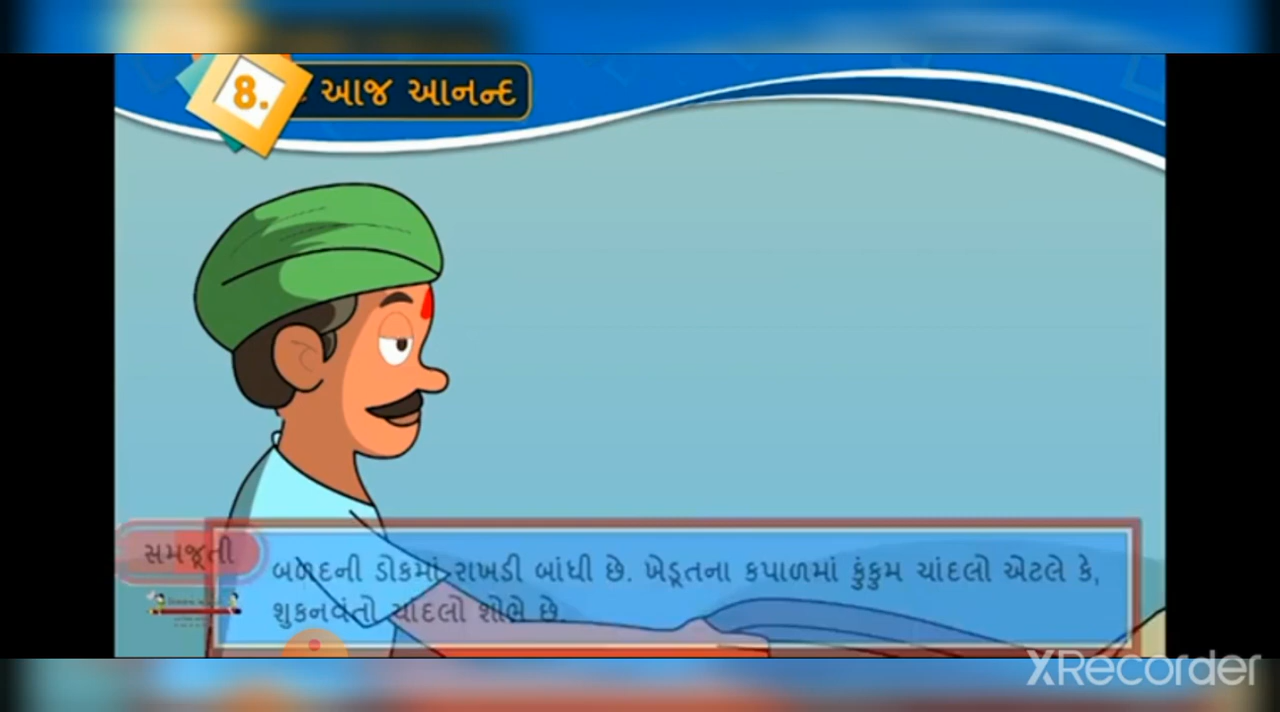 8.
આજ આનન્દ
સમજૂતી
બળદની ડોકમાં રાખડી બાંધી છે. ખેડૂતના કપાળમાં કુંકુમ ચાંદલો એટલે કે,
શુકનવંતો ચાંદલો શોભે છે.
XRecorder